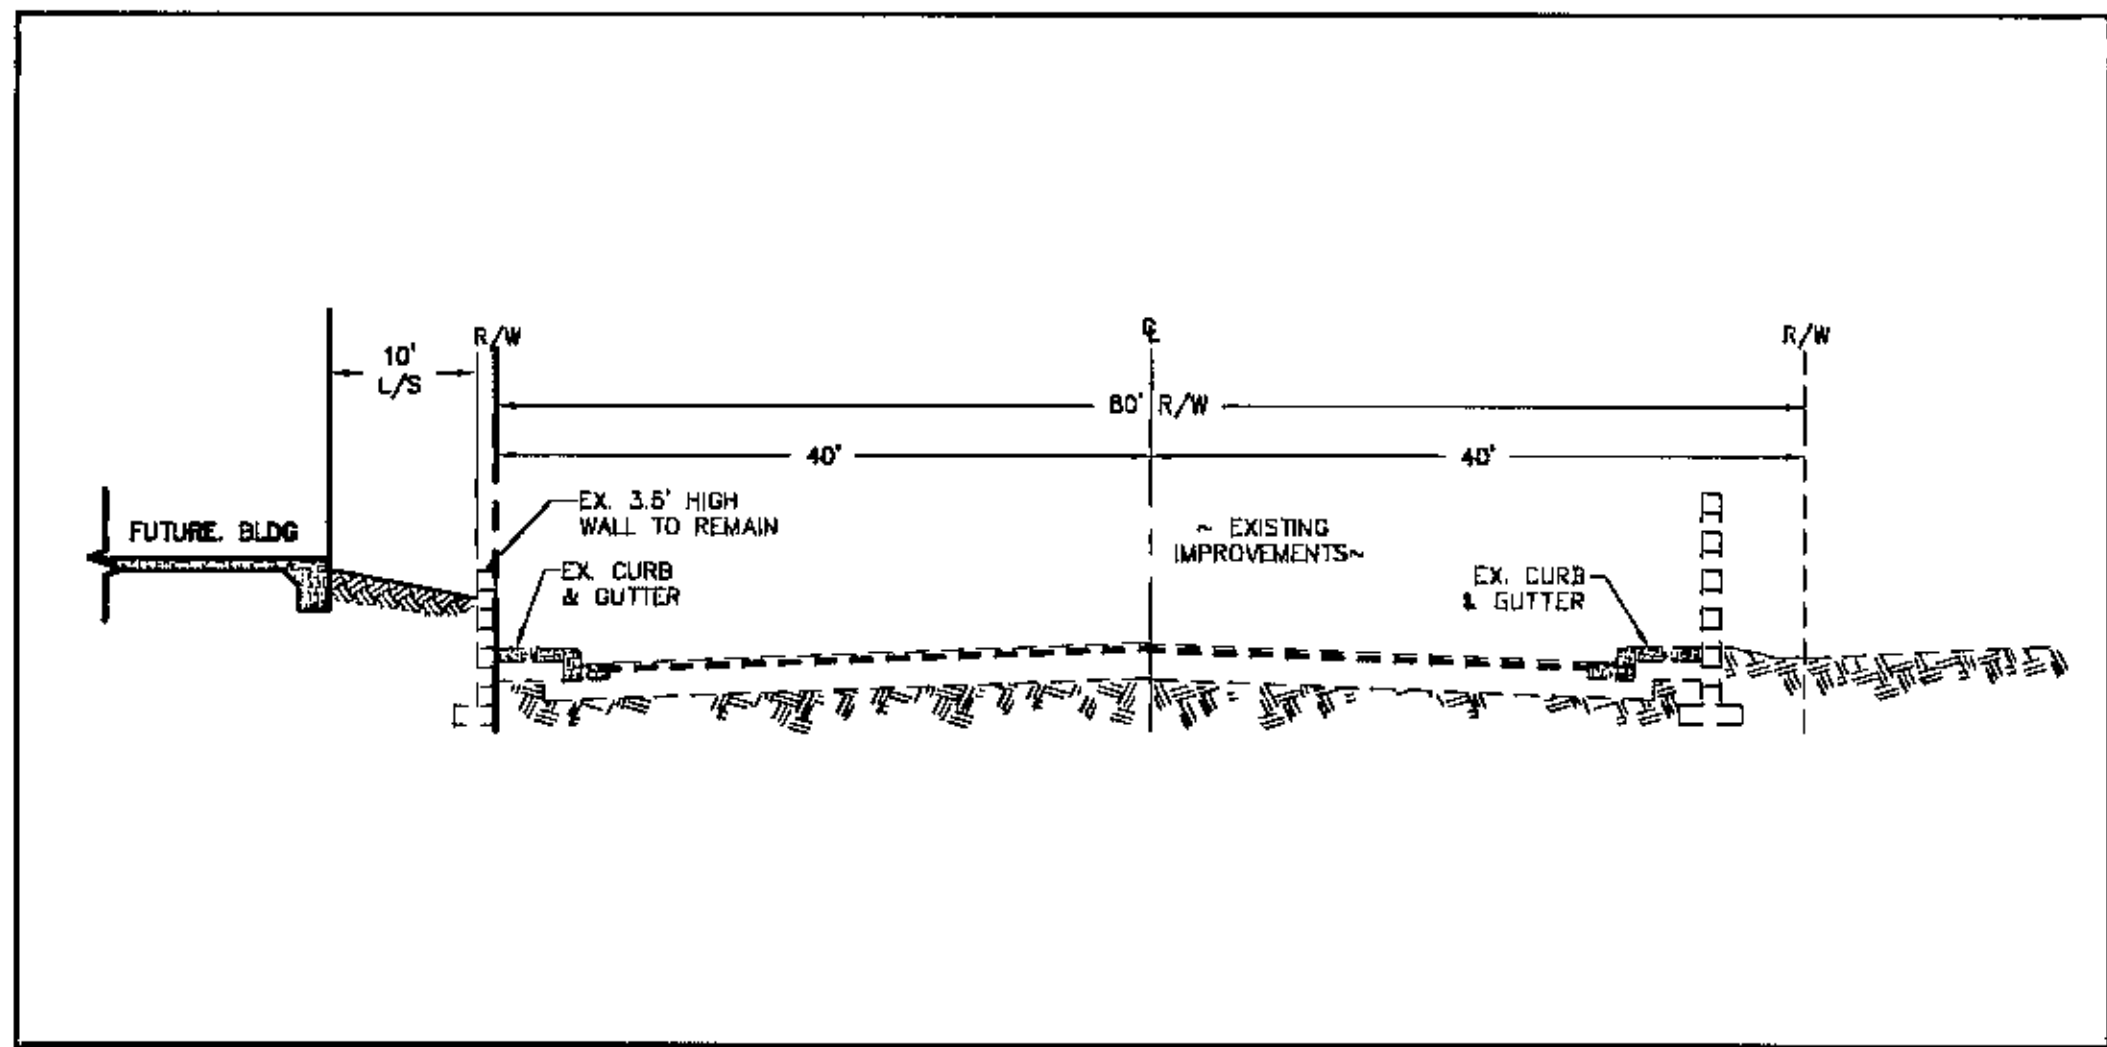 R/W
℄
R/W
10'
L/S
80' R/W
40'
40'
EX. 3.5' HIGH
WALL TO REMAIN
FUTURE. BLDG
~ EXISTING
IMPROVEMENTS~
EX. CURB
& GUTTER
EX. CURB
& GUTTER